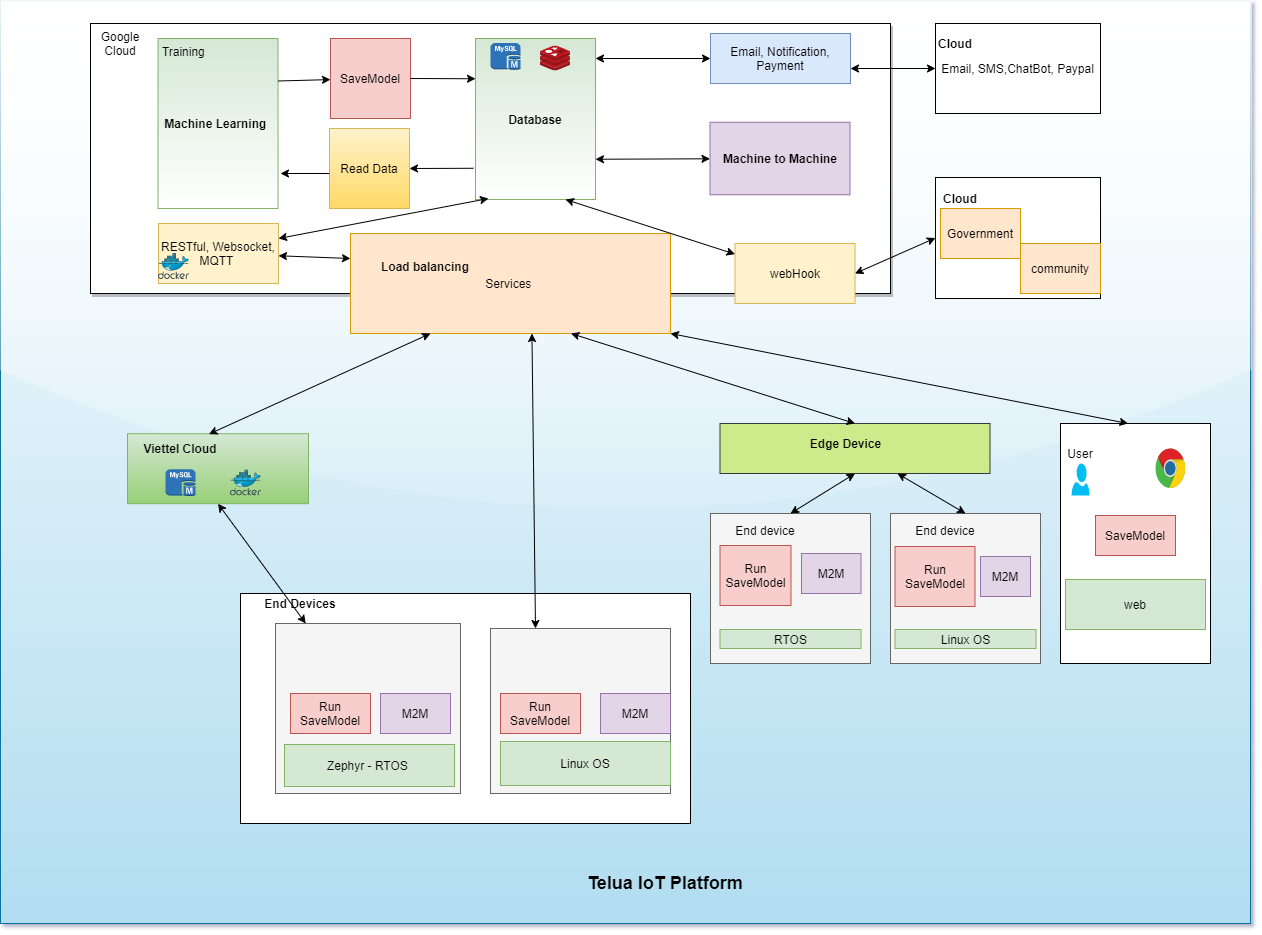 Google
Cloud
Training
Machine Learning
SaveModel
Read Data
MySQL
M
Database
Email, Notification,
Payment
Machine to Machine
Cloud
Email, SMS,ChatBot, Paypal
Cloud
Government
community
RESTful, Websocket,
MQTT
docker
Load balancing
Services
webHook
Viettel Cloud
MySQL
M
docker
Edge Device
End device
Run
SaveModel
M2M
RTOS
End device
Run
SaveModel
M2M
Linux OS
User
SaveModel
web
End Devices
Run
SaveModel
M2M
Zephyr - RTOS
Run
SaveModel
M2M
Linux OS
Telua IoT Platform